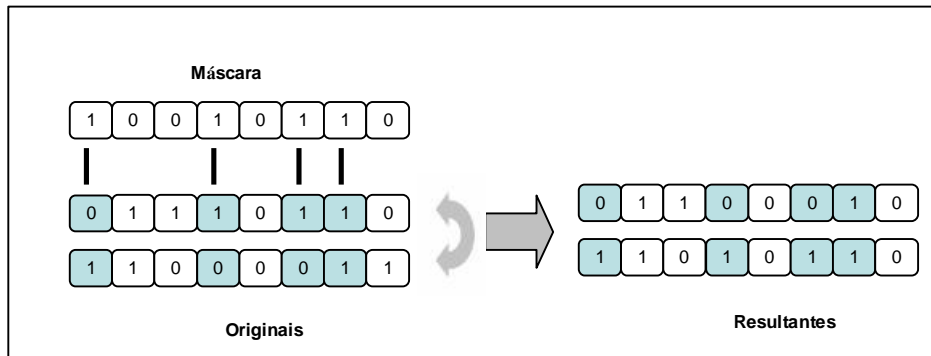 Máscara
1 0 0 1 0 1 1 0
0 1 1 1 0 1 1 0
1 1 0 0 0 0 1 1
Originais
0 1 1 0 0 0 1 0
1 1 0 1 0 1 1 0
Resultantes